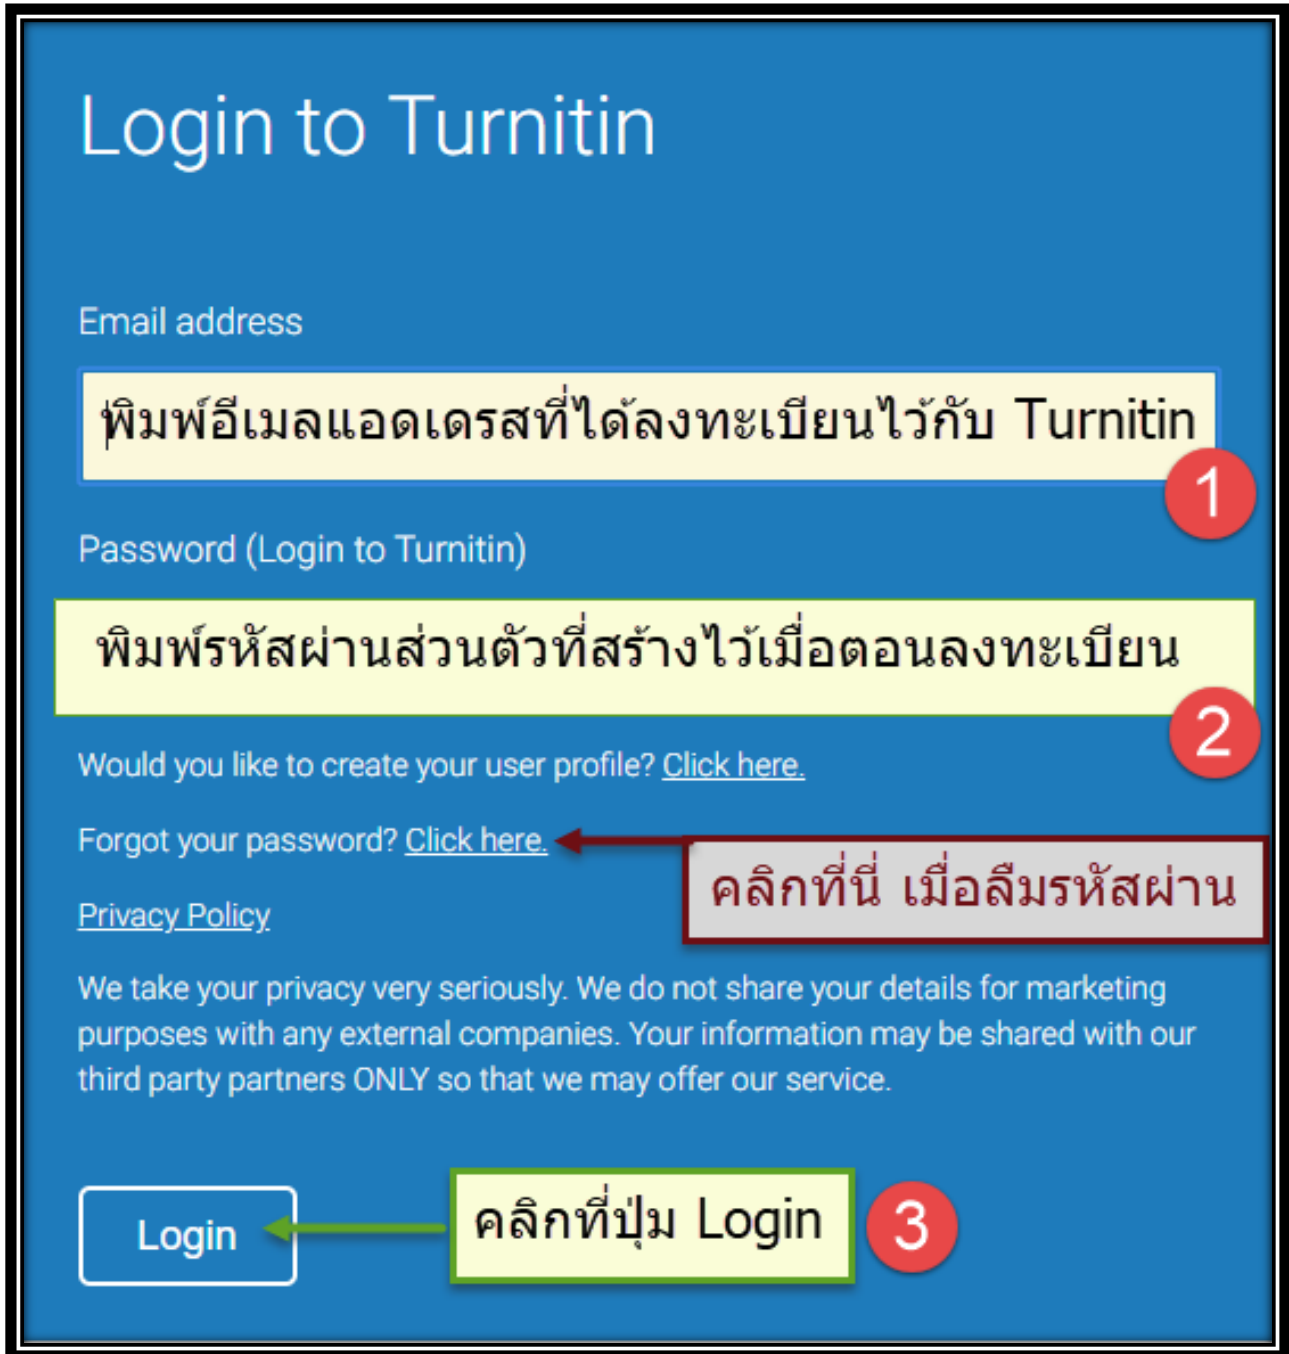 Login to Turnitin
Email address
พิมพ์อีเมลแอดเดรสที่ได้ลงทะเบียนไว้กับ Turnitin
1
Password (Login to Turnitin)
พิมพ์รหัสผ่านส่วนตัวที่สร้างไว้เมื่อตอนลงทะเบียน
2
Would you like to create your user profile? Click here.
Forgot your password? Click here.
คลิกที่นี่ เมื่อลืมรหัสผ่าน
Privacy Policy
We take your privacy very seriously. We do not share your details for marketing
purposes with any external companies. Your information may be shared with our
third party partners ONLY so that we may offer our service.
Login
คลิกที่ปุ่ม Login
3